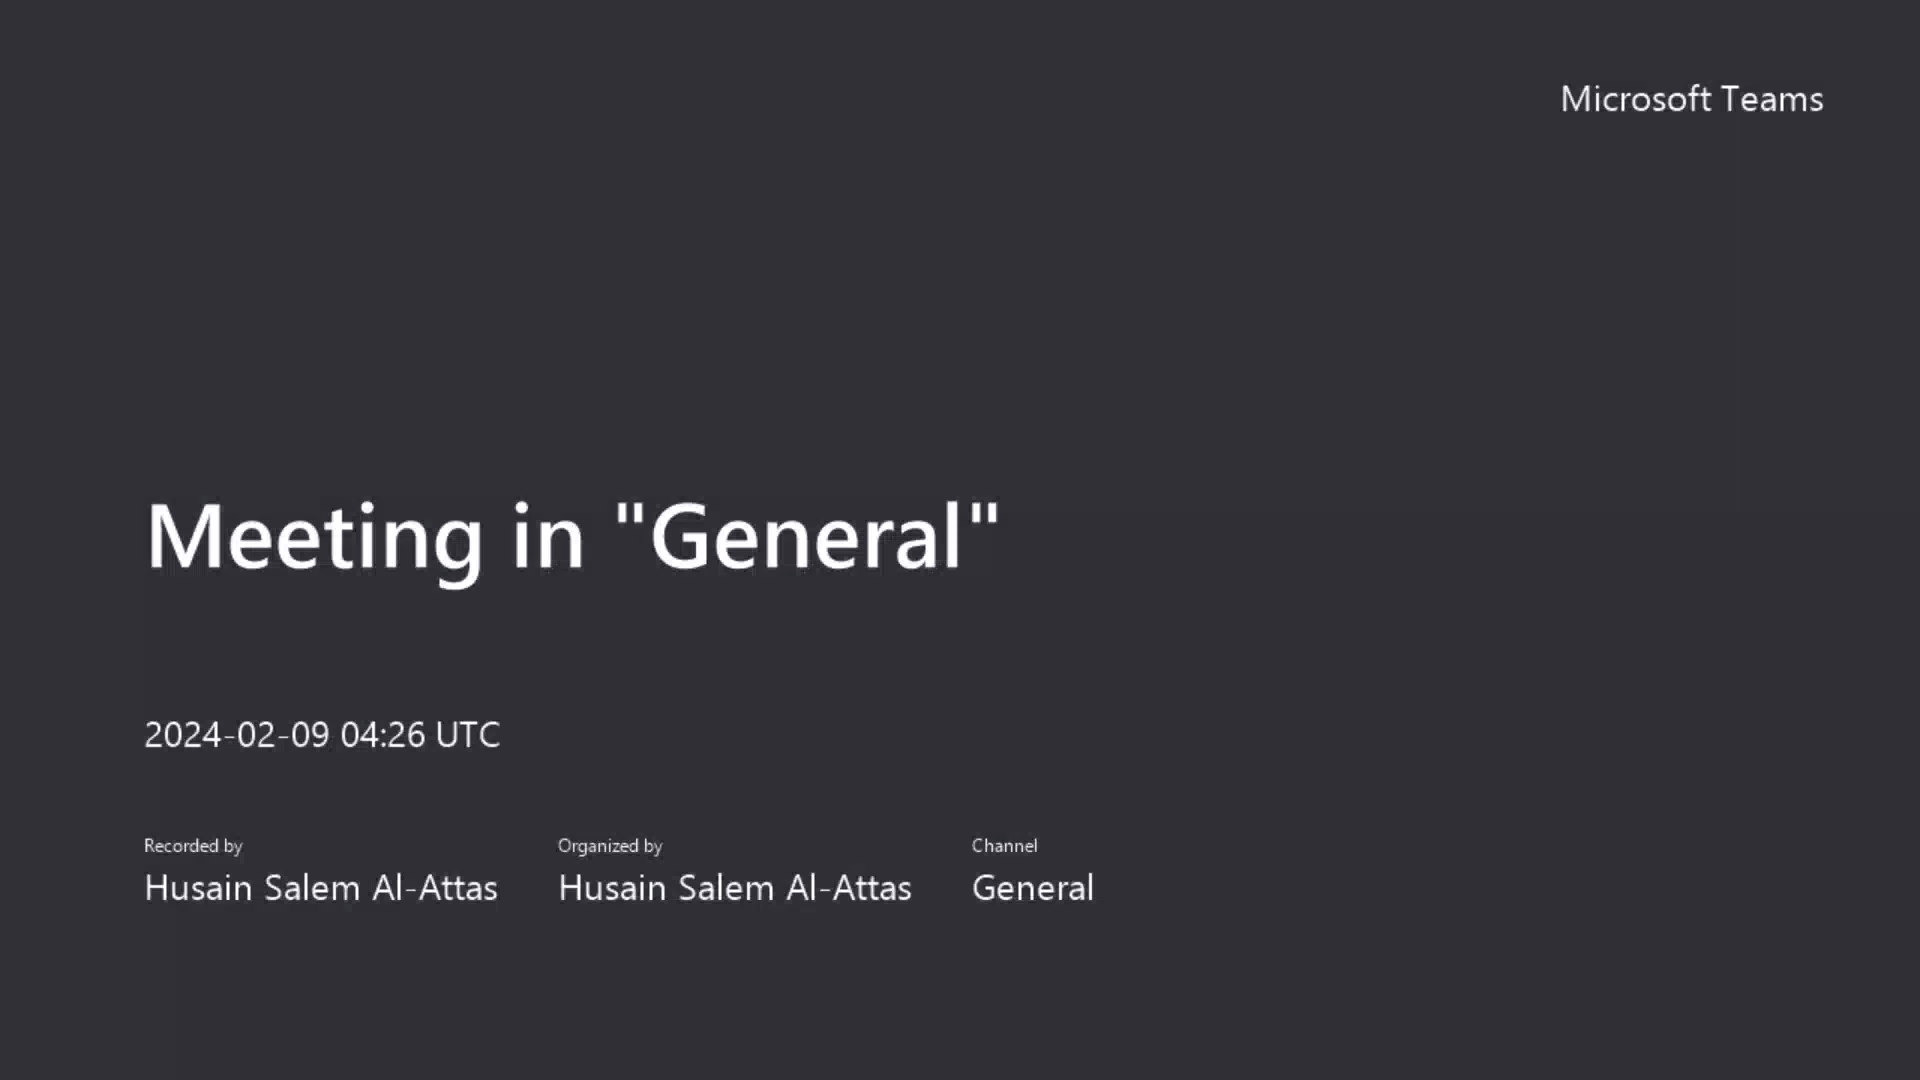 Microsoft Teams
Meeting in "General"
2024-02-09 04:26 UTC
Recorded by
Husain Salem Al-Attas
Organized by
Husain Salem Al-Attas
Channel
General